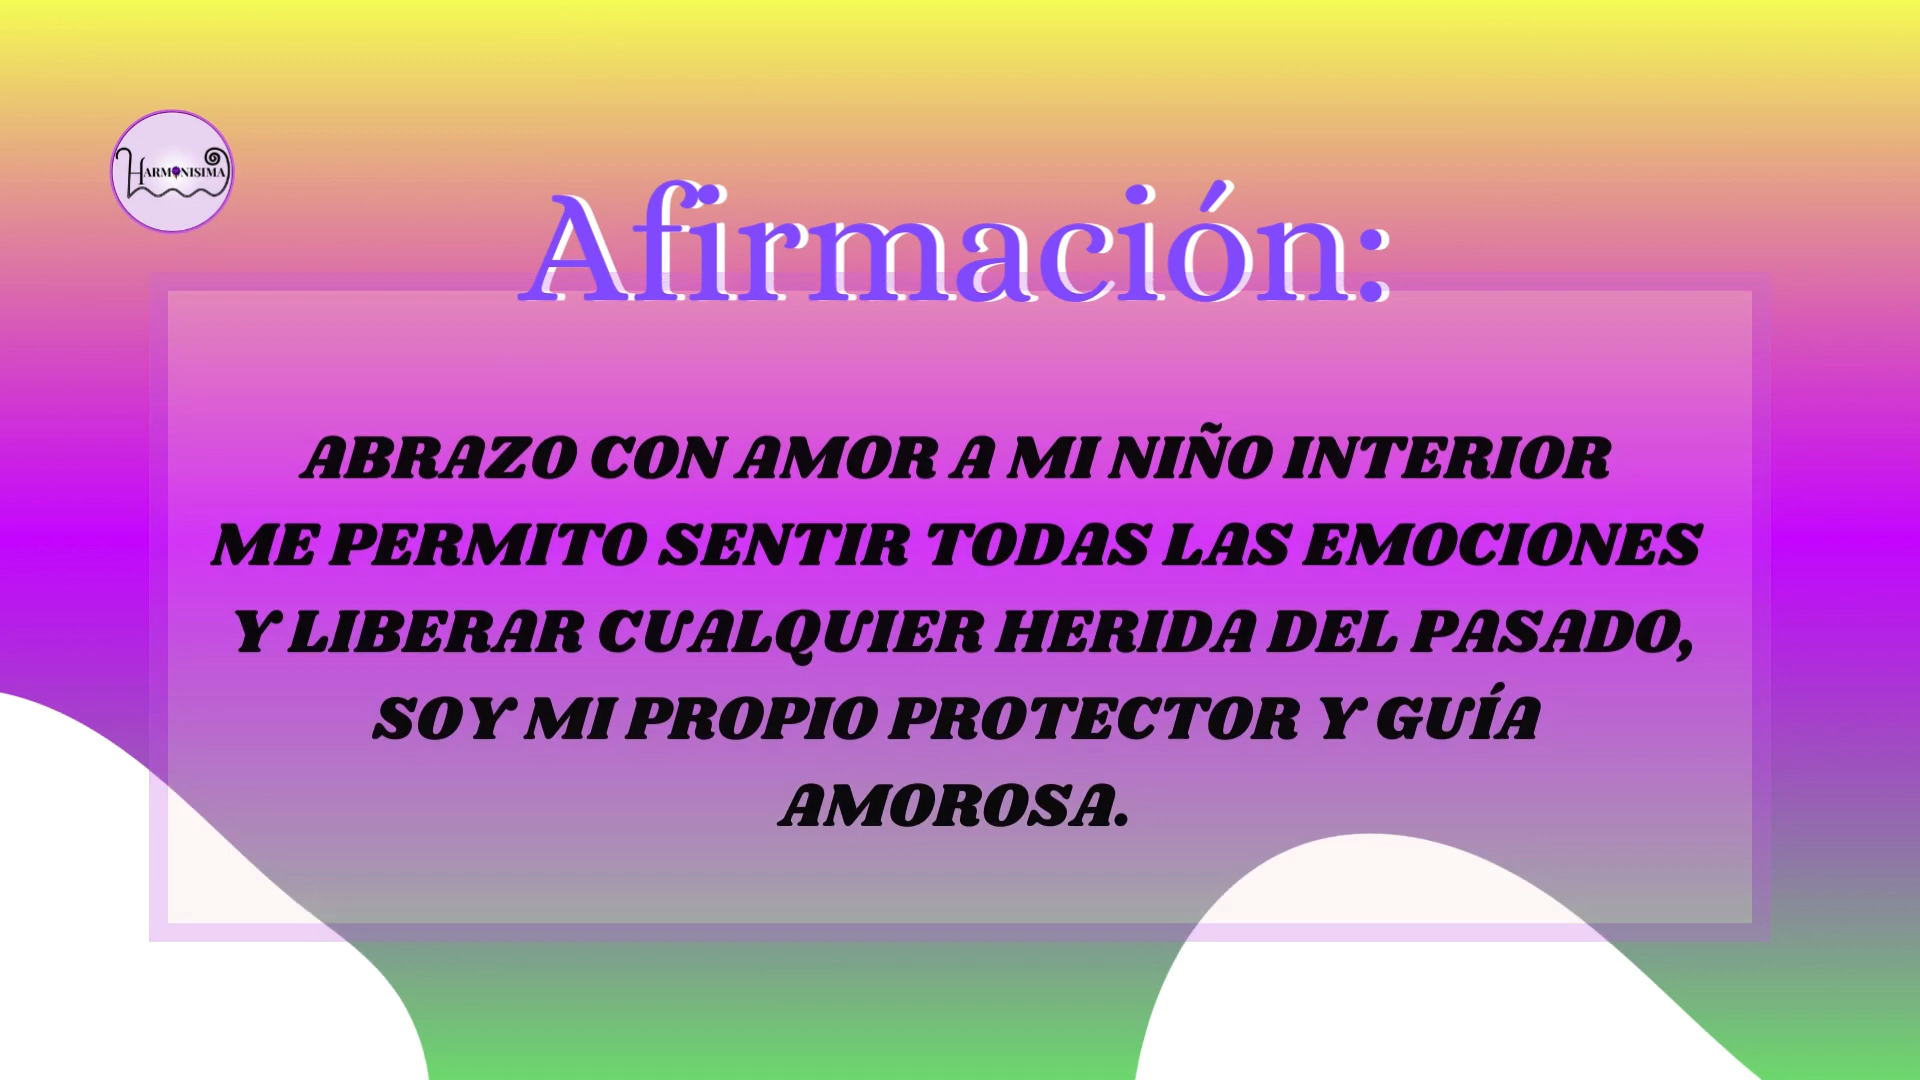 HARMONISIMA
Afirmación:
ABRAZO CON AMOR A MI NIÑO INTERIOR
ME PERMITO SENTIR TODAS LAS EMOCIONES
Y LIBERAR CUALQUIER HERIDA DEL PASADO,
SOY MI PROPIO PROTECTOR Y GUÍA
AMOROSA.